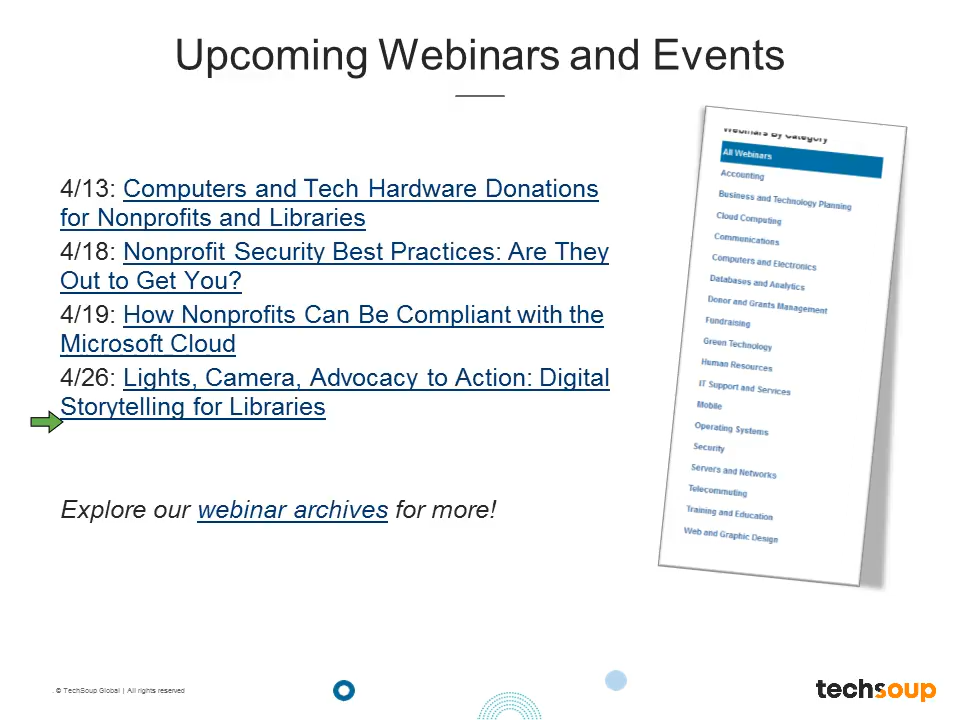 Upcoming Webinars and Events
4/13: Computers and Tech Hardware Donations
for Nonprofits and Libraries
4/18: Nonprofit Security Best Practices: Are They
Out to Get You?
4/19: How Nonprofits Can Be Compliant with the
Microsoft Cloud
4/26: Lights, Camera, Advocacy to Action: Digital
Storytelling for Libraries
Explore our webinar archives for more!
Webinars By Category
All Webinars
Accounting
Business and Technology Planning
Cloud Computing
Communications
Computers and Electronics
Databases and Analytics
Donor and Grants Management
Fundraising
Green Technology
Human Resources
IT Support and Services
Mobile
Operating Systems
Security
Servers and Networks
Telecommuting
Training and Education
Web and Graphic Design
. © TechSoup Global | All rights reserved
techsoup